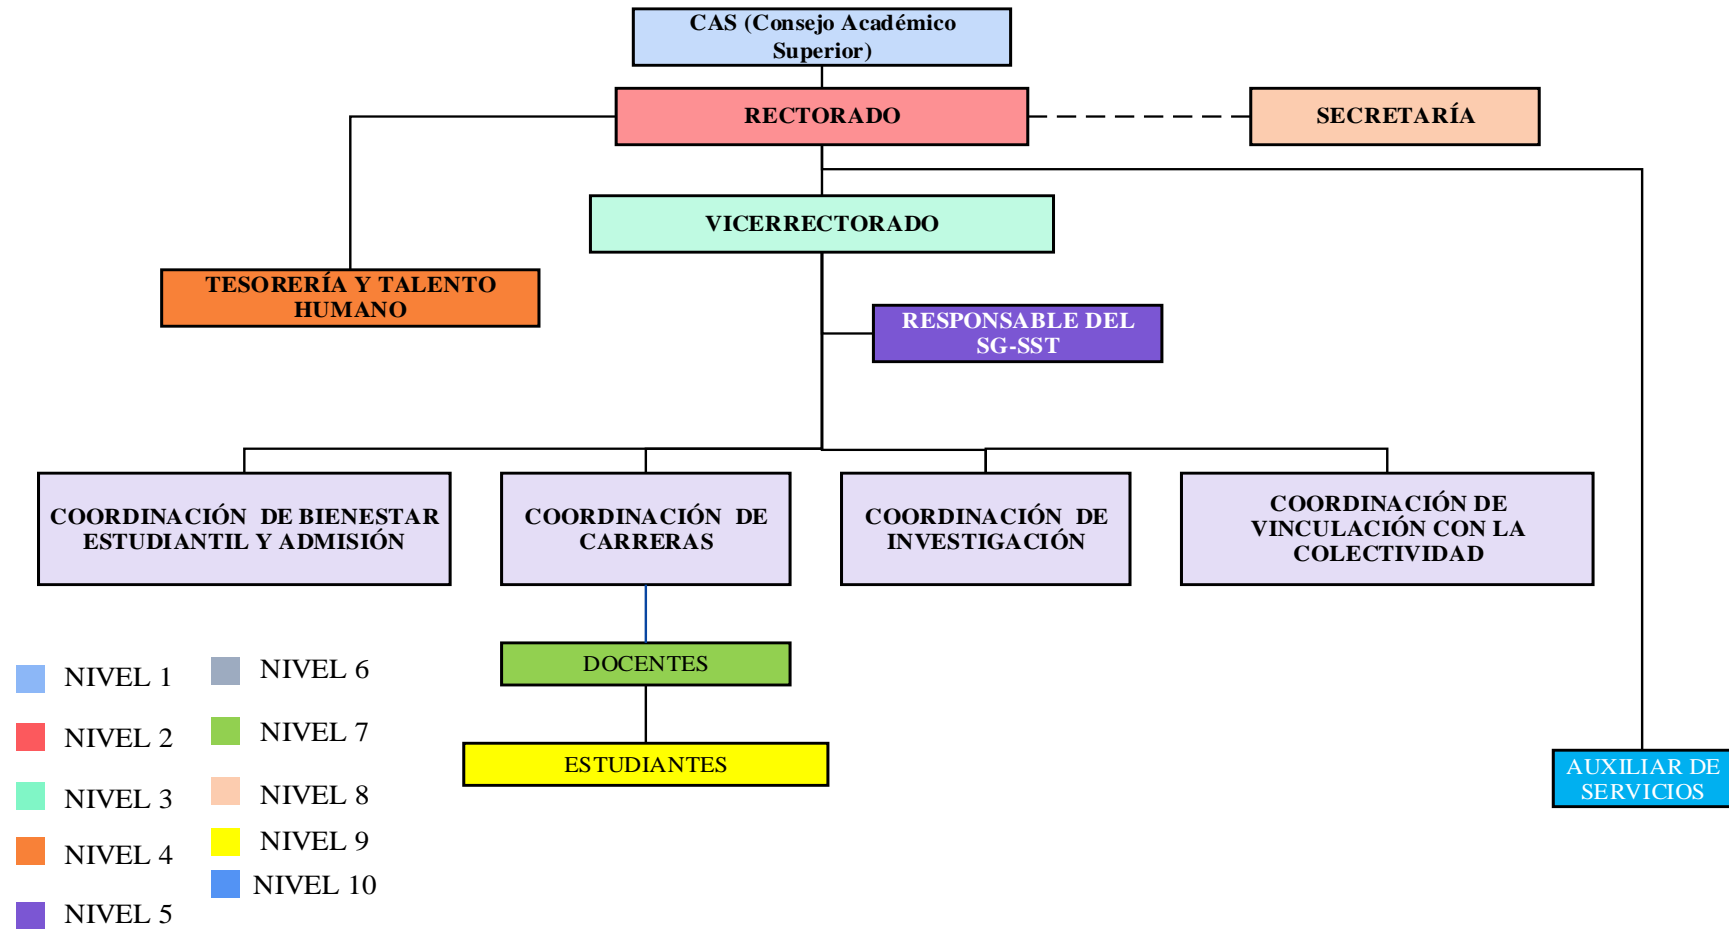 CAS (Consejo Académico
Superior)
RECTORADO
SECRETARÍA
VICERRECTORADO
TESORERÍA Y TALENTO
HUMANO
RESPONSABLE DEL
SG-SST
COORDINACIÓN DE BIENESTAR
ESTUDIANTIL Y ADMISIÓN
COORDINACIÓN DE
CARRERAS
COORDINACIÓN DE
INVESTIGACIÓN
COORDINACIÓN DE
VINCULACIÓN CON LA
COLECTIVIDAD
DOCENTES
ESTUDIANTES
AUXILIAR DE
SERVICIOS
NIVEL 1
NIVEL 2
NIVEL 3
NIVEL 4
NIVEL 5
NIVEL 6
NIVEL 7
NIVEL 8
NIVEL 9
NIVEL 10